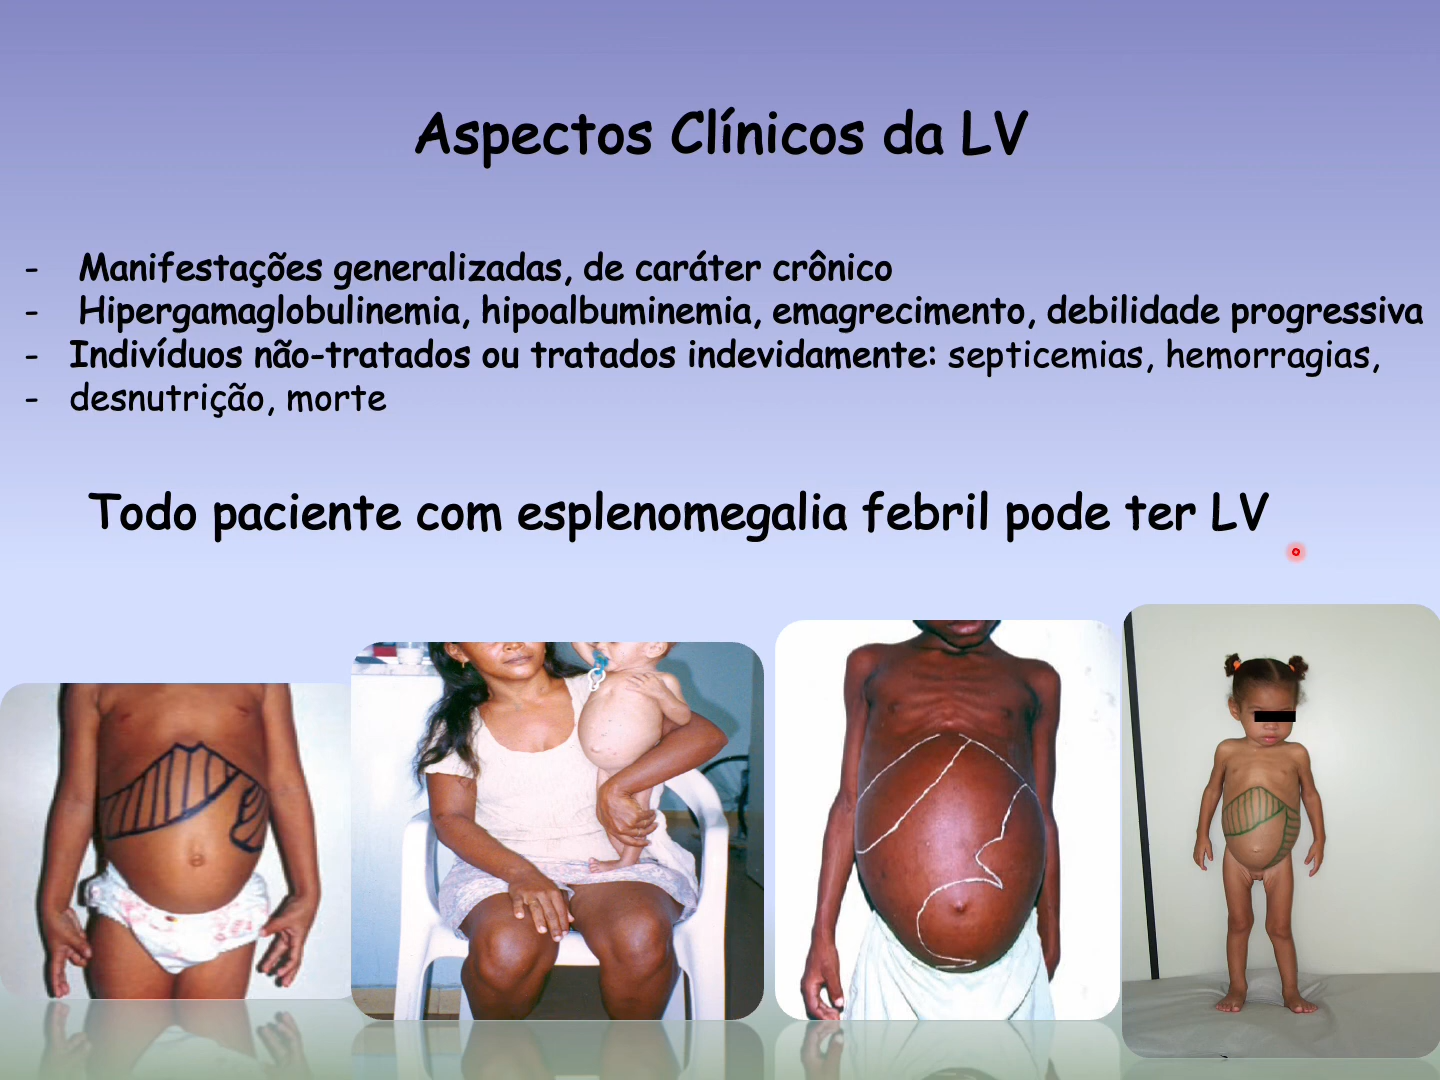 Aspectos Clínicos da LV
- Manifestações generalizadas, de caráter crônico
- Hipergamaglobulinemia, hipoalbuminemia, emagrecimento, debilidade progressiva
- Indivíduos não-tratados ou tratados indevidamente: septicemias, hemorragias,
- desnutrição, morte
Todo paciente com esplenomegalia febril pode ter LV